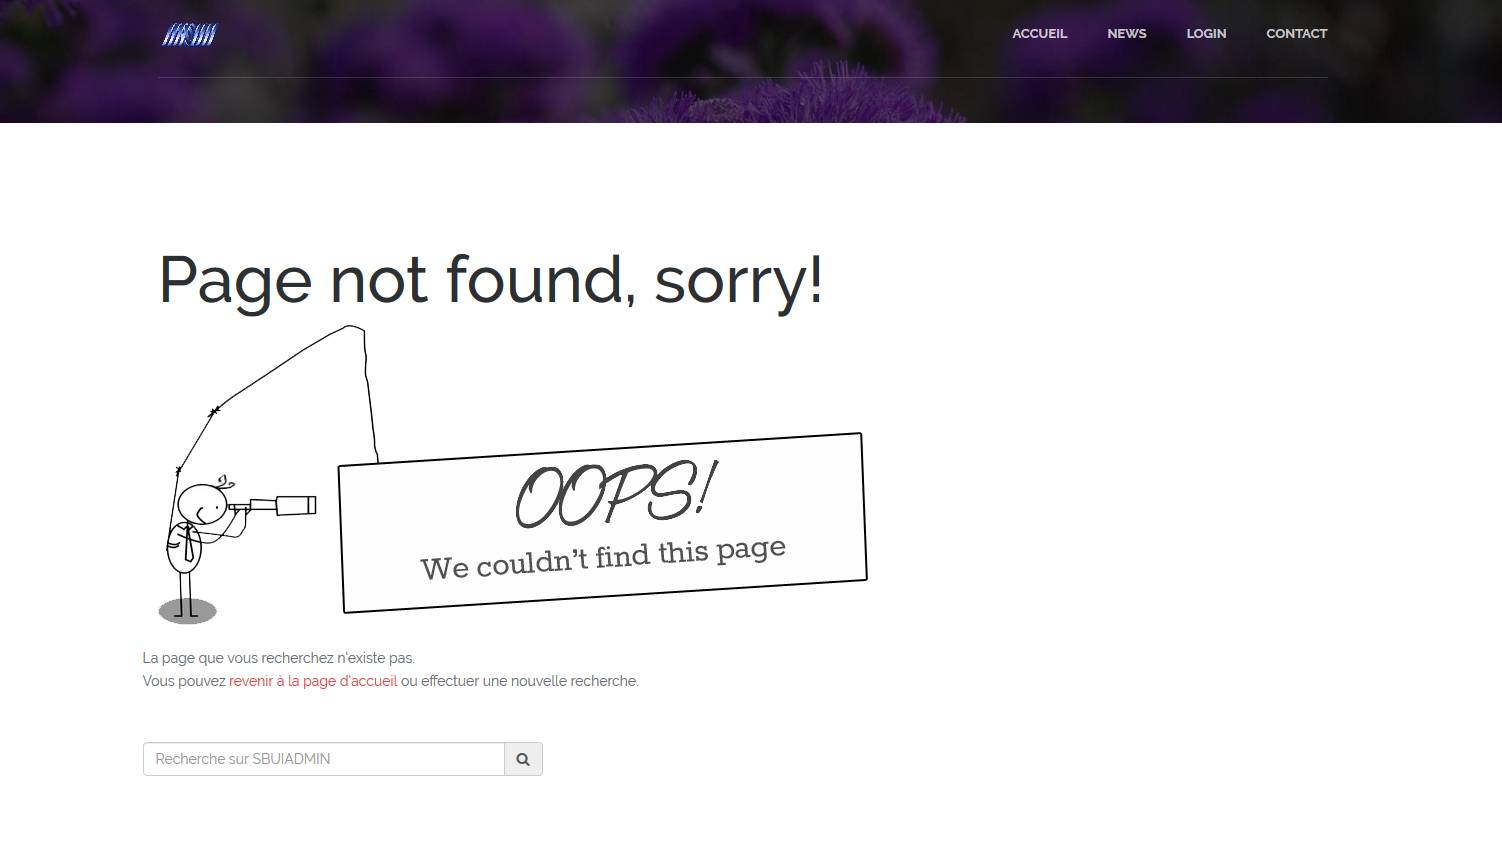 ACCUEIL NEWS LOGIN CONTACT
Page not found, sorry!
OOPS!
We couldn't find this page
La page que vous recherchez n'existe pas.
Vous pouvez revenir à la page d'accueil ou effectuer une nouvelle recherche.
Recherche sur SBUIADMIN